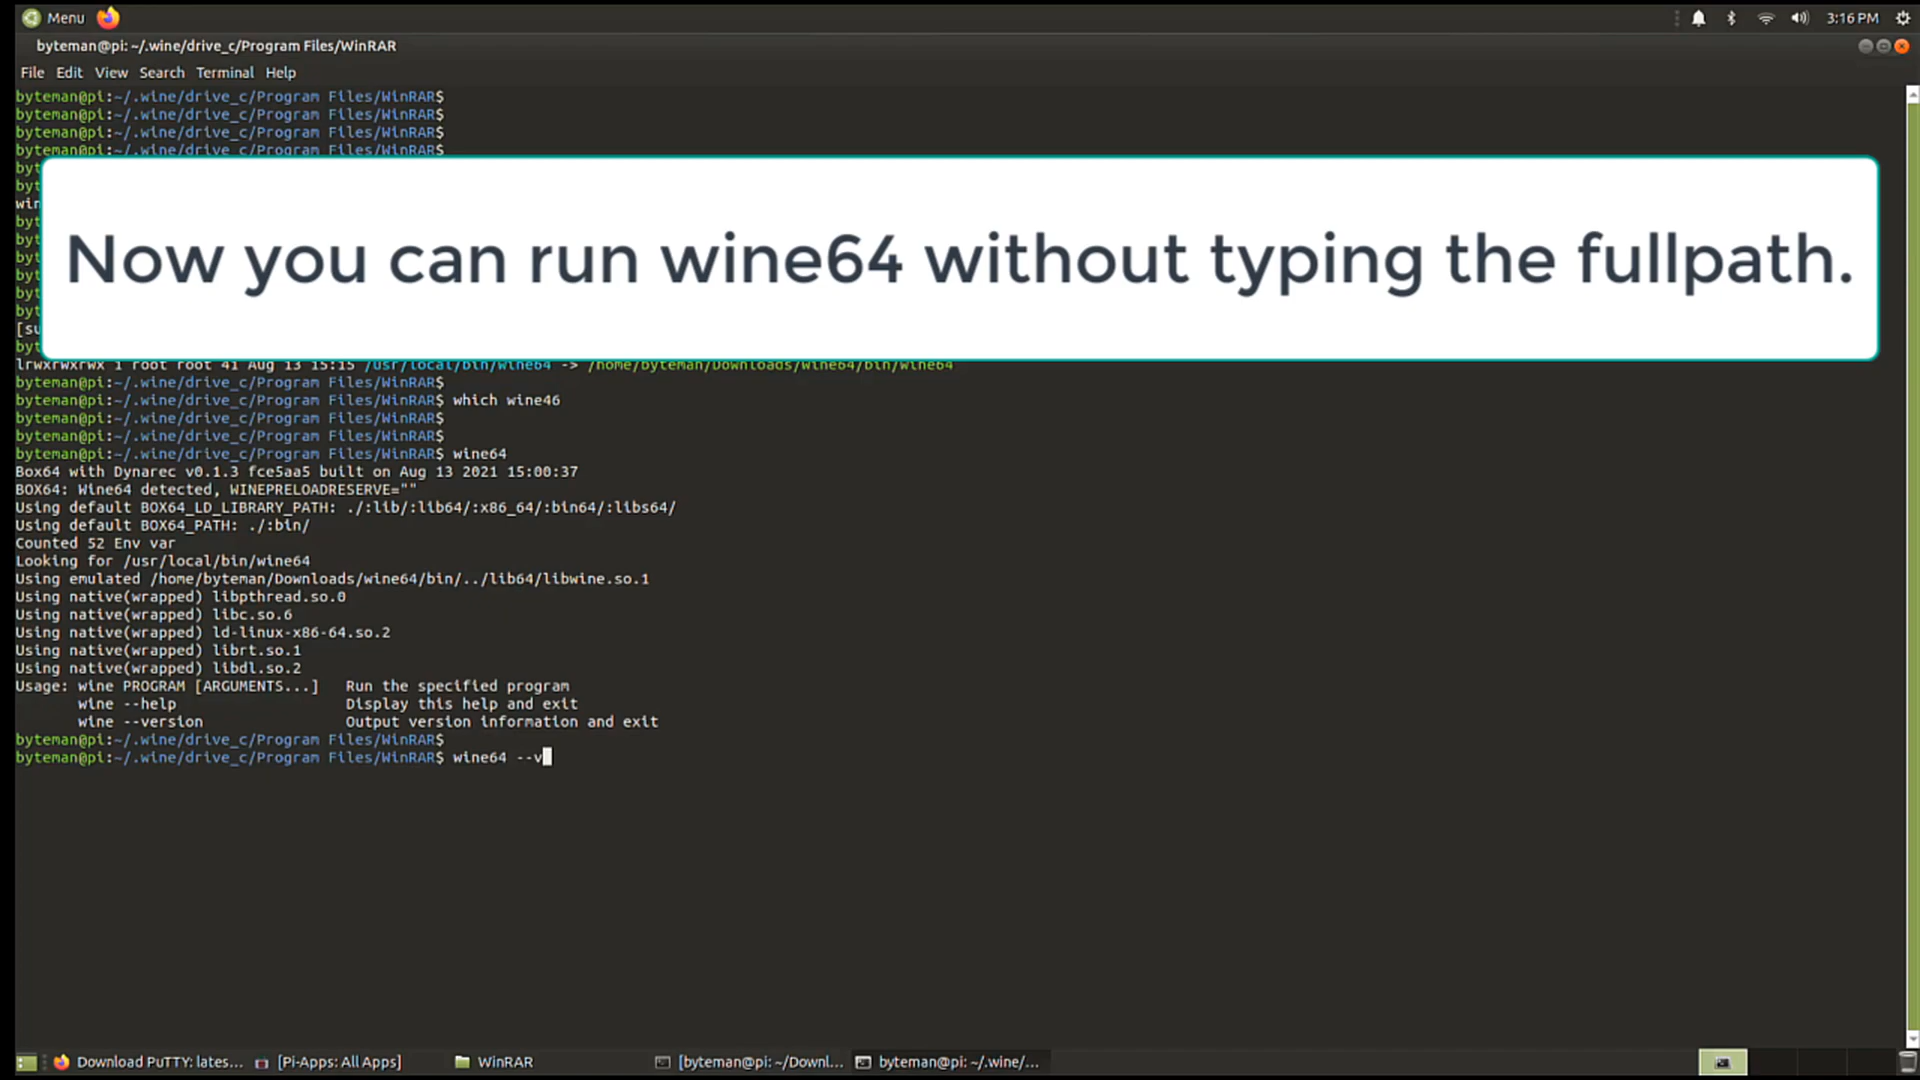 Menu
3:16 PM
byteman@pi: ~/.wine/drive_c/Program Files/WinRAR
File Edit View Search Terminal Help
byteman@pi:~/.wine/drive_c/Program Files/WinRAR$
byteman@pi:~/.wine/drive_c/Program Files/WinRAR$
byteman@pi:~/.wine/drive_c/Program Files/WinRAR$
byteman@pi:~/.wine/drive_c/Program Files/WinRAR$
Now you can run wine64 without typing the fullpath.
lrwxrwxrwx 1 root root 41 Aug 13 15:15 /usr/local/bin/wine64 -> /home/byteman/Downloads/wine64/bin/wine64
byteman@pi:~/.wine/drive_c/Program Files/WinRAR$
byteman@pi:~/.wine/drive_c/Program Files/WinRAR$ which wine46
byteman@pi:~/.wine/drive_c/Program Files/WinRAR$
byteman@pi:~/.wine/drive_c/Program Files/WinRAR$
byteman@pi:~/.wine/drive_c/Program Files/WinRAR$ wine64
Box64 with Dynarec v0.1.3 fce5aa5 built on Aug 13 2021 15:00:37
BOX64: Wine64 detected, WINEPRELOADRESERVE=""
Using default BOX64_LD_LIBRARY_PATH: ./:lib/:lib64/:x86_64/:bin64/:libs64/
Using default BOX64_PATH: ./:bin/
Counted 52 Env var
Looking for /usr/local/bin/wine64
Using emulated /home/byteman/Downloads/wine64/bin/../lib64/libwine.so.1
Using native(wrapped) libpthread.so.0
Using native(wrapped) libc.so.6
Using native(wrapped) ld-linux-x86-64.so.2
Using native(wrapped) librt.so.1
Using native(wrapped) libdl.so.2
Usage: wine PROGRAM [ARGUMENTS...]   Run the specified program
wine --help   Display this help and exit
wine --version   Output version information and exit
byteman@pi:~/.wine/drive_c/Program Files/WinRAR$
byteman@pi:~/.wine/drive_c/Program Files/WinRAR$ wine64 --v
Download PuTTY: lates... [Pi-Apps: All Apps] WinRAR [byteman@pi: ~/Downl... byteman@pi: ~/.wine/...